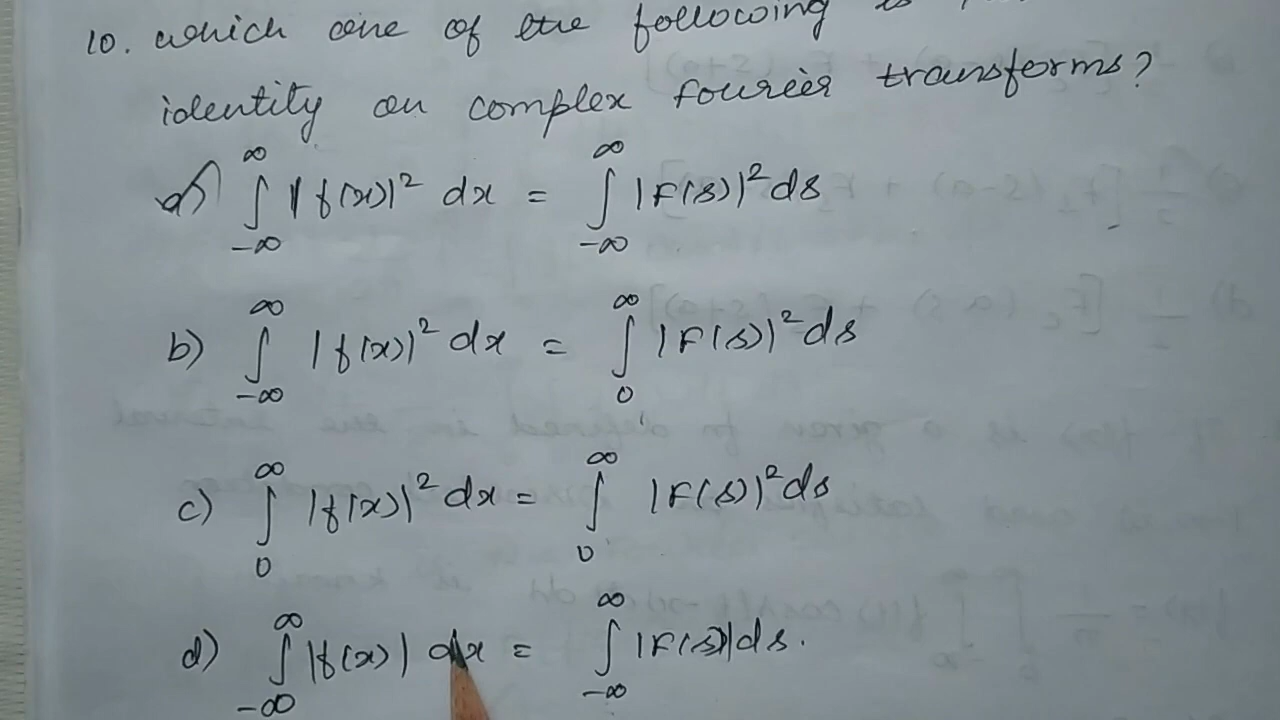 10. which one of the following is
identity on complex fourier transforms?
a) ∫_{-∞}^{∞} |f(x)|² dx = ∫_{-∞}^{∞} |F(s)|² ds
b) ∫_{-∞}^{∞} |f(x)|² dx = ∫_{0}^{∞} |F(s)|² ds
c) ∫_{0}^{∞} |f(x)|² dx = ∫_{0}^{∞} |F(s)|² ds
d) ∫_{-∞}^{∞} |f(x)| dx = ∫_{-∞}^{∞} |F(s)| ds.